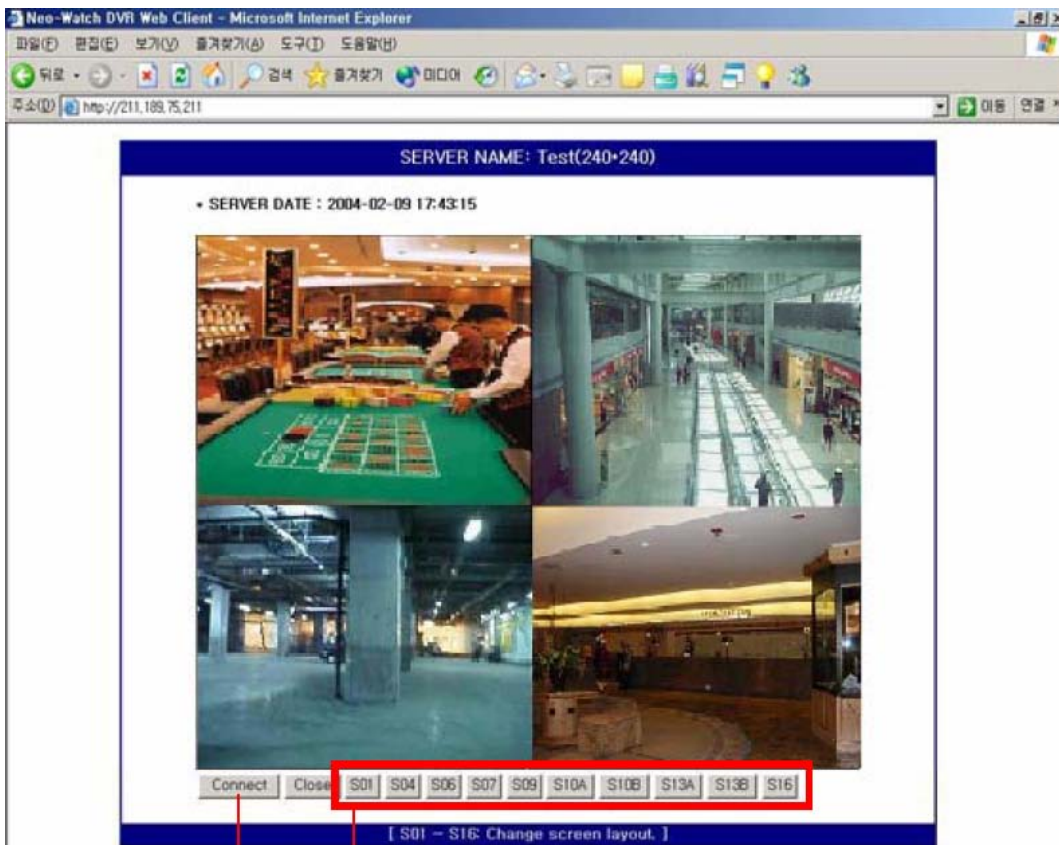 Neo-Watch DVR Web Client - Microsoft Internet Explorer
파일(F) 편집(E) 보기(V) 즐겨찾기(A) 도구(T) 도움말(H)
뒤로 검색 즐겨찾기 미디어
주소(D) http://211.189.75.211 이동 연결 »
SERVER NAME: Test(240*240)
• SERVER DATE : 2004-02-09 17:43:15
Connect Close S01 S04 S06 S07 S09 S10A S10B S13A S13B S16
[ S01 - S16: Change screen layout. ]